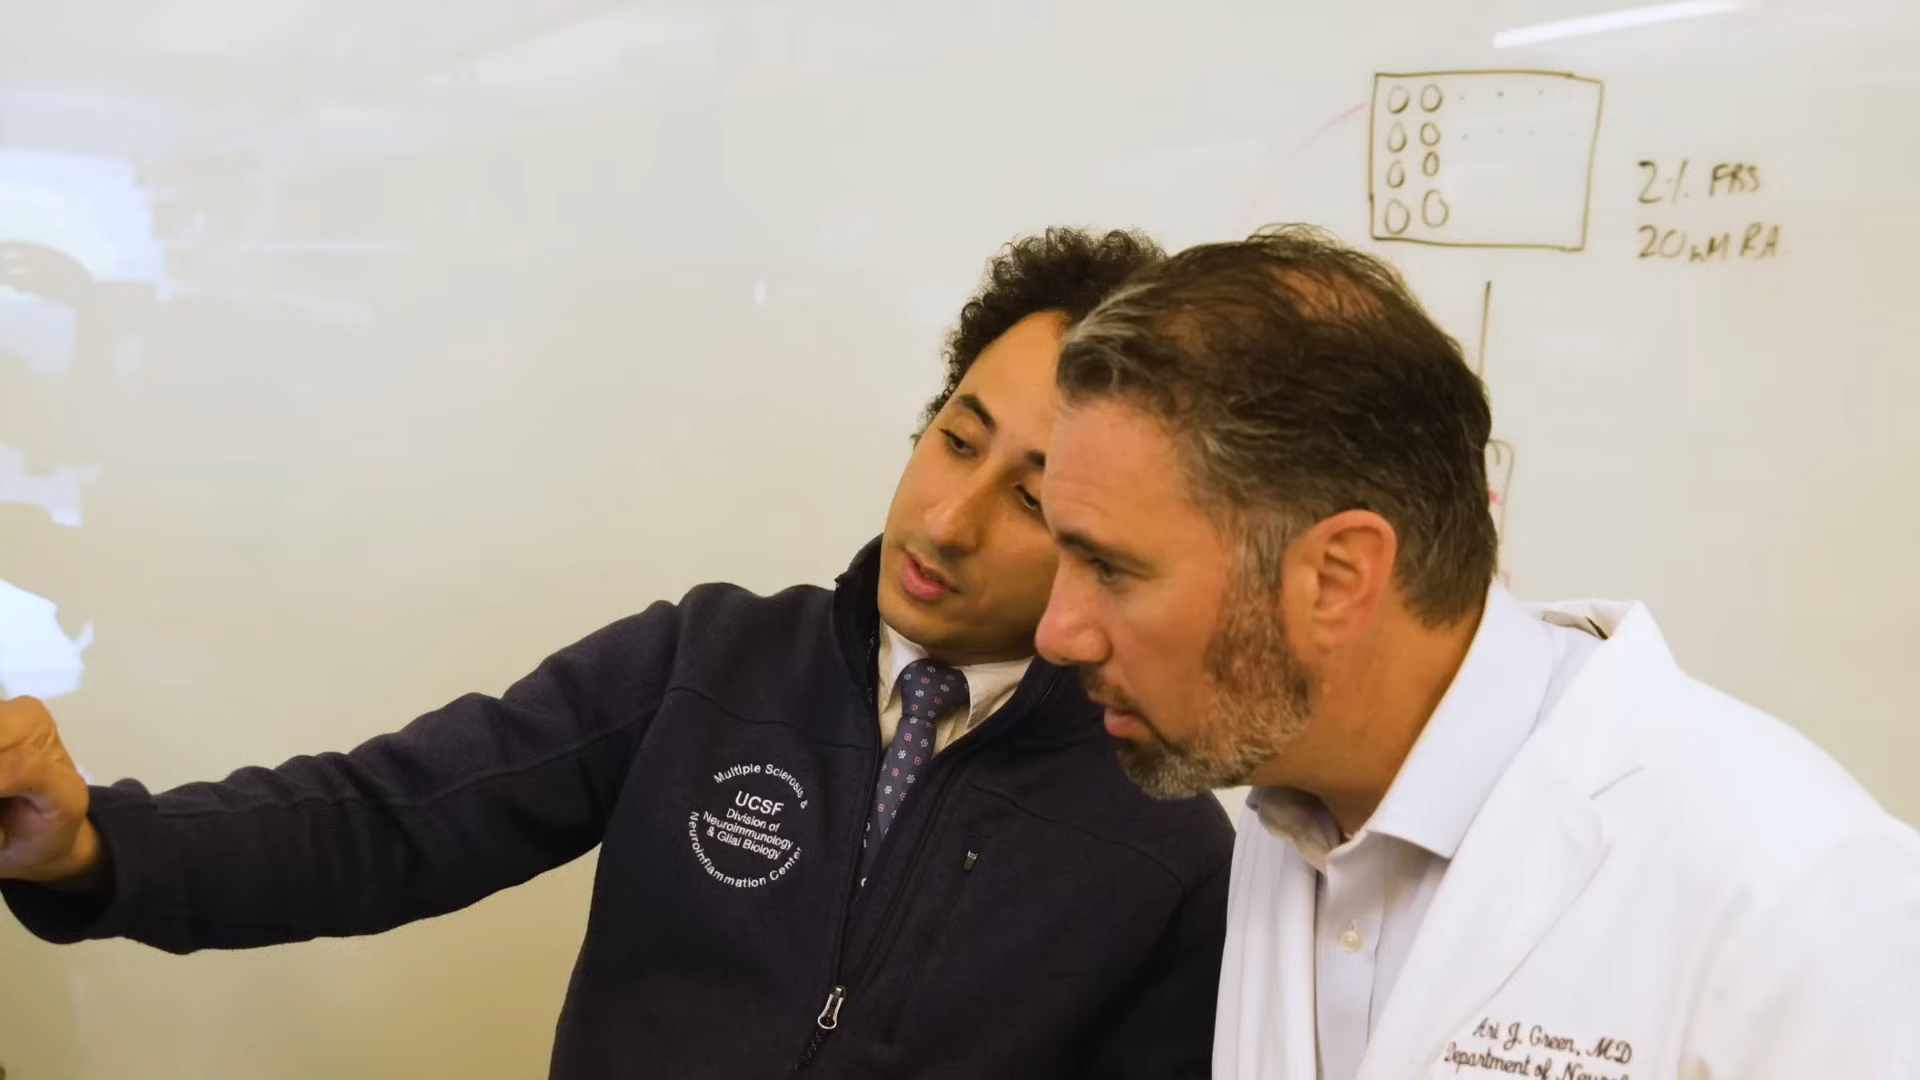 2% FBS
20uM RA
Multiple Sclerosis &
UCSF
Division of
Neuroimmunology
& Glial Biology
Neuroinflammation Center
Ari J. Green, MD
Department of